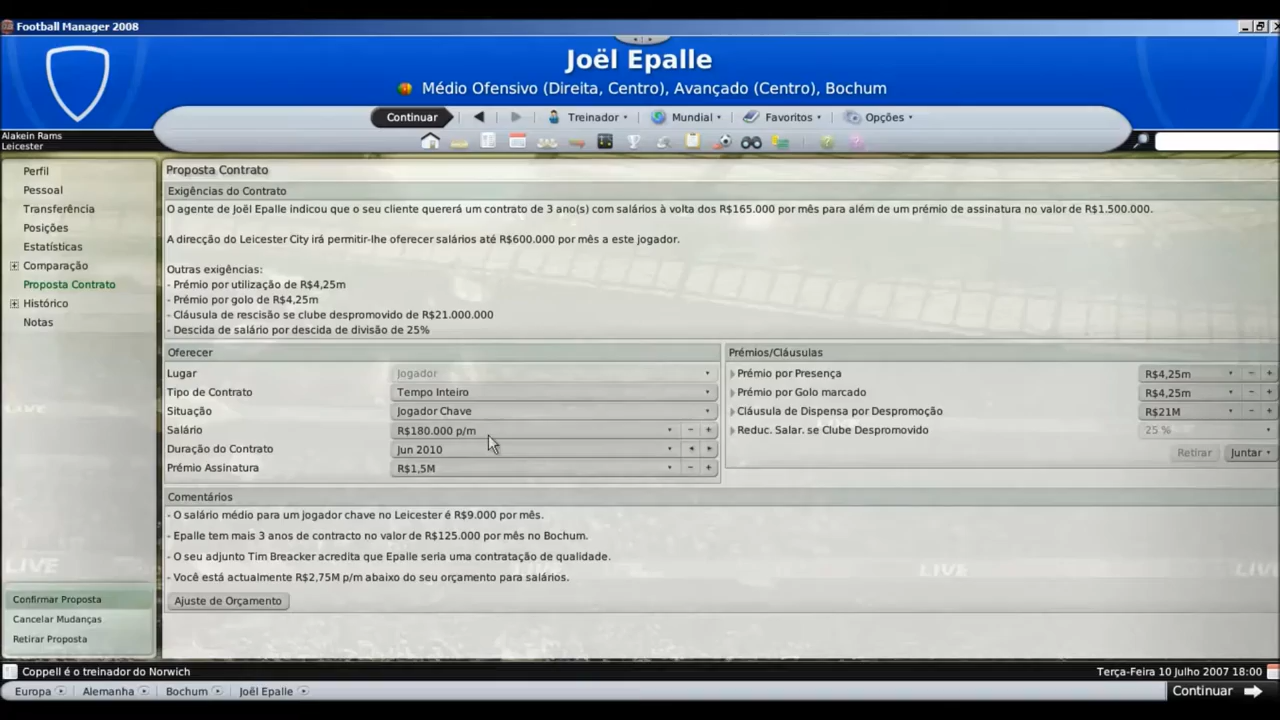 Football Manager 2008
Joël Epalle
Médio Ofensivo (Direita, Centro), Avançado (Centro), Bochum
Continuar
Treinador
Mundial
Favoritos
Opções
Alakein Rams
Leicester
Perfil
Pessoal
Transferência
Posições
Estatísticas
Comparação
Proposta Contrato
Histórico
Notas
Proposta Contrato
Exigências do Contrato
O agente de Joël Epalle indicou que o seu cliente quererá um contrato de 3 ano(s) com salários à volta dos R$165.000 por mês para além de um prémio de assinatura no valor de R$1.500.000.
A direcção do Leicester City irá permitir-lhe oferecer salários até R$600.000 por mês a este jogador.
Outras exigências:
- Prémio por utilização de R$4,25m
- Prémio por golo de R$4,25m
- Cláusula de rescisão se clube despromovido de R$21.000.000
- Descida de salário por descida de divisão de 25%
Oferecer
Lugar Jogador
Tipo de Contrato Tempo Inteiro
Situação Jogador Chave
Salário R$180.000 p/m
Duração do Contrato Jun 2010
Prémio Assinatura R$1,5M
Prémios/Cláusulas
Prémio por Presença R$4,25m
Prémio por Golo marcado R$4,25m
Cláusula de Dispensa por Despromoção R$21M
Reduc. Salar. se Clube Despromovido 25 %
Retirar Juntar
Comentários
- O salário médio para um jogador chave no Leicester é R$9.000 por mês.
- Epalle tem mais 3 anos de contracto no valor de R$125.000 por mês no Bochum.
- O seu adjunto Tim Breacker acredita que Epalle seria uma contratação de qualidade.
- Você está actualmente R$2,75M p/m abaixo do seu orçamento para salários.
Ajuste de Orçamento
LIVE
LIVE
LIVE
LIVE
Confirmar Proposta
Cancelar Mudanças
Retirar Proposta
Coppell é o treinador do Norwich
Terça-Feira 10 Julho 2007 18:00
Europa
Alemanha
Bochum
Joël Epalle
Continuar